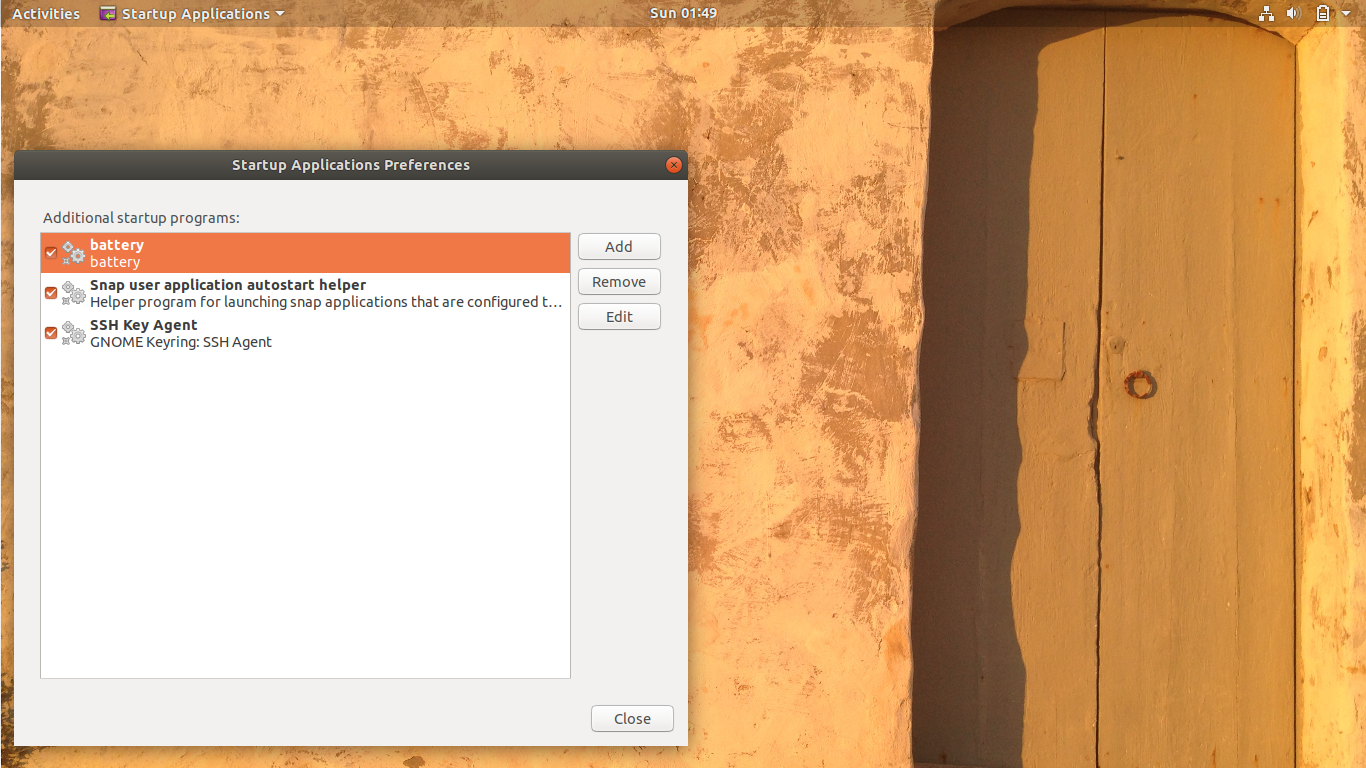 Activities Startup Applications Sun 01:49
Startup Applications Preferences
Additional startup programs:
battery
battery
Snap user application autostart helper
Helper program for launching snap applications that are configured t...
SSH Key Agent
GNOME Keyring: SSH Agent
Add
Remove
Edit
Close